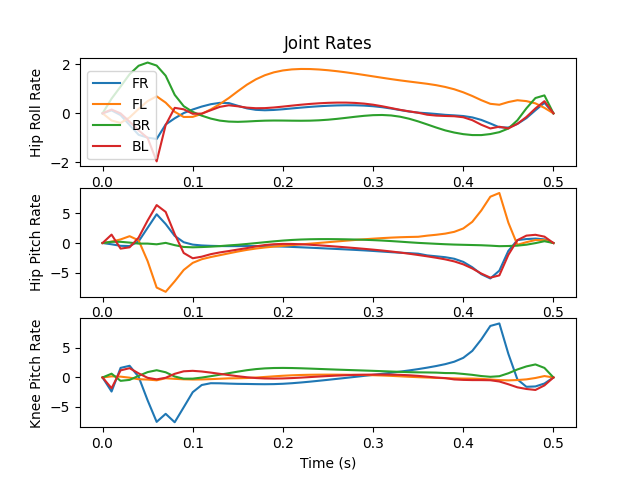 Joint Rates
Hip Roll Rate
2
0
−2
FR
FL
BR
BL
0.0 0.1 0.2 0.3 0.4 0.5
Hip Pitch Rate
5
0
−5
0.0 0.1 0.2 0.3 0.4 0.5
Knee Pitch Rate
5
0
−5
0.0 0.1 0.2 0.3 0.4 0.5
Time (s)